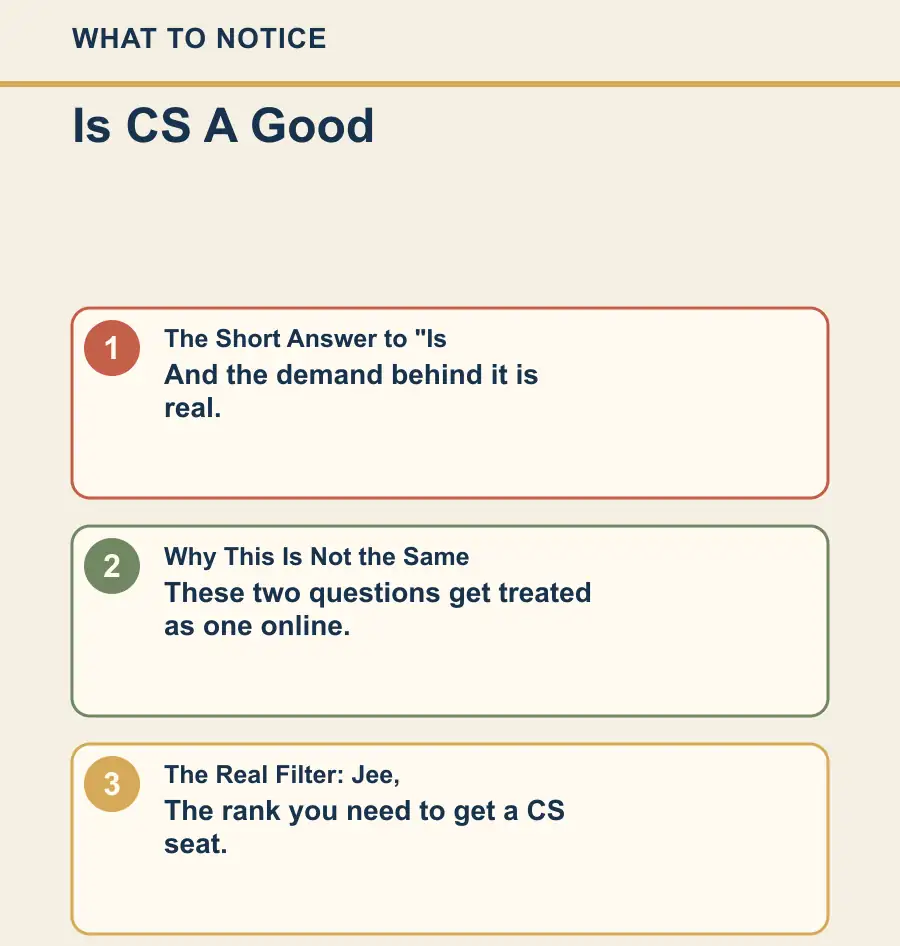 WHAT TO NOTICE
Is CS A Good
1
The Short Answer to "Is
And the demand behind it is
real.
2
Why This Is Not the Same
These two questions get treated
as one online.
3
The Real Filter: Jee,
The rank you need to get a CS
seat.